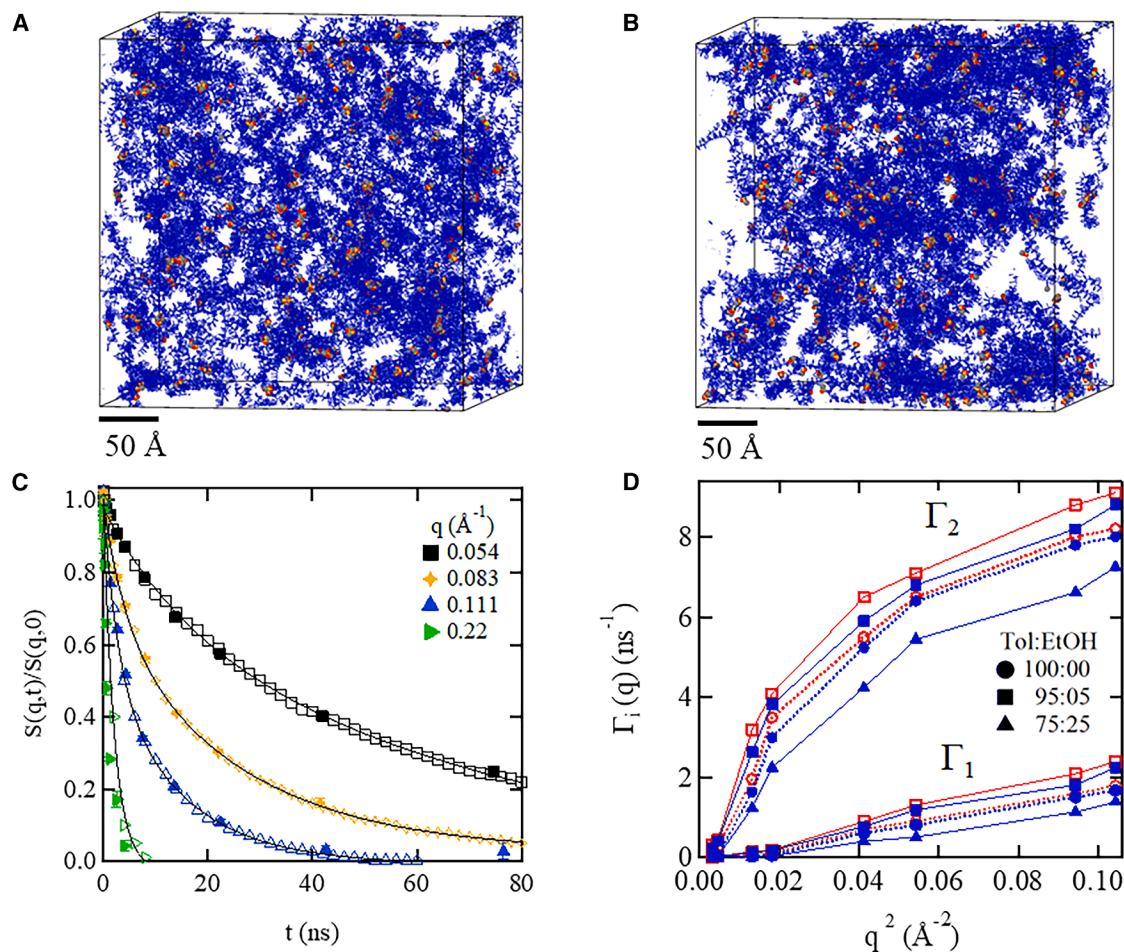 A
B
50 Å
50 Å
C
S(q,t)/S(q,0)
1.0
0.8
0.6
0.4
0.2
0.0
0
20
40
60
80
t (ns)
q (Å⁻¹)
0.054
0.083
0.111
0.22
D
Γᵢ (q) (ns⁻¹)
8
6
4
2
0
0.00
0.02
0.04
0.06
0.08
0.10
q² (Å⁻²)
Γ₂
Tol:EtOH
100:00
95:05
75:25
Γ₁